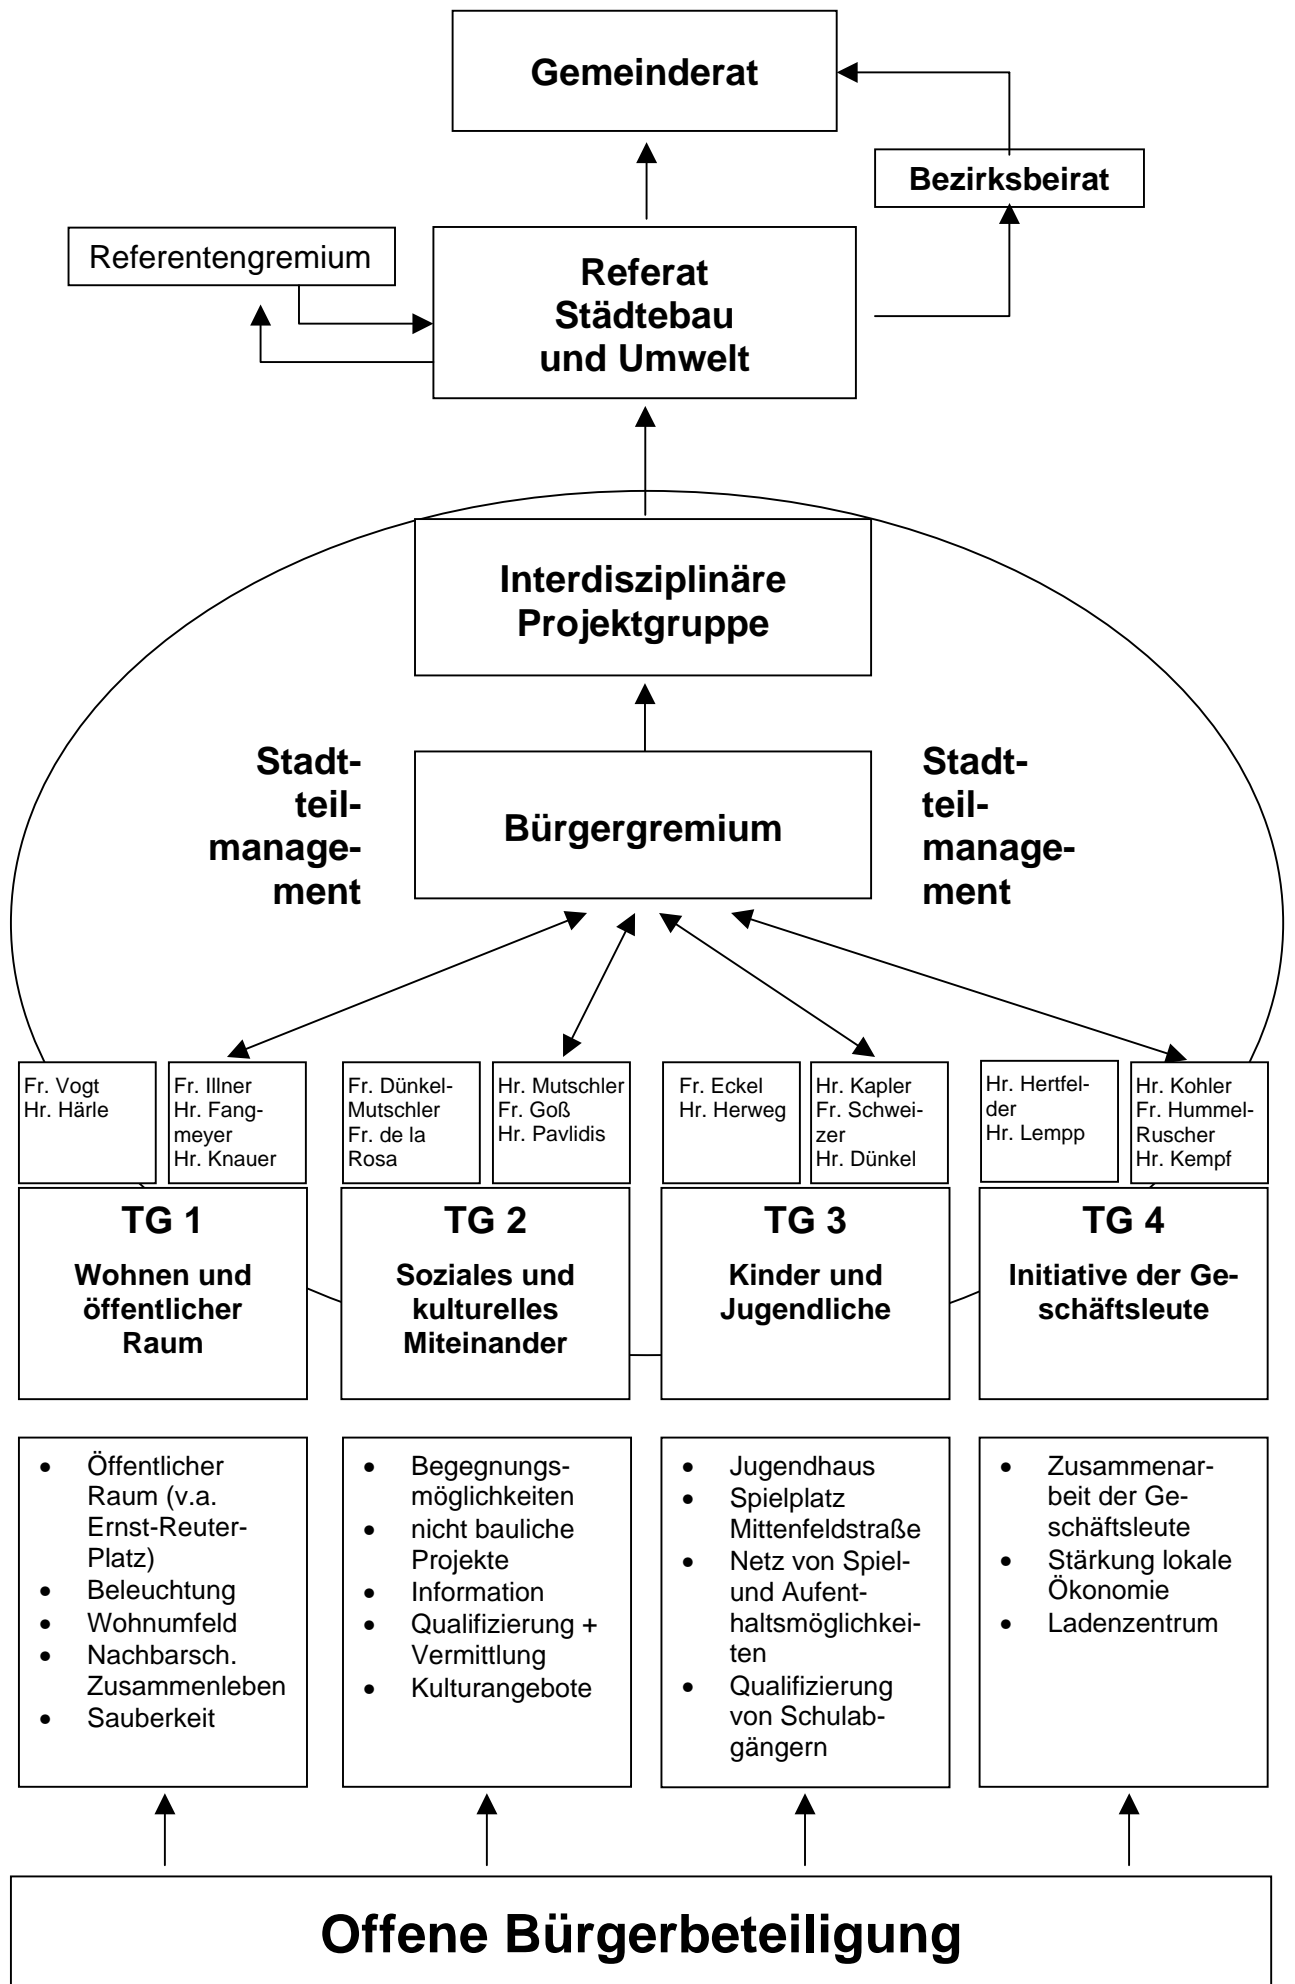 Gemeinderat
Bezirksbeirat
Referentengremium
Referat
Städtebau
und Umwelt
Interdisziplinäre
Projektgruppe
Stadt-
teil-
manage-
ment
Bürgergremium
Stadt-
teil-
manage-
ment
Fr. Vogt
Hr. Härle
Fr. Illner
Hr. Fang-
meyer
Hr. Knauer
Fr. Dünkel-
Mutschler
Fr. de la
Rosa
Hr. Mutschler
Fr. Goß
Hr. Pavlidis
Fr. Eckel
Hr. Herweg
Hr. Kapler
Fr. Schwei-
zer
Hr. Dünkel
Hr. Hertfel-
der
Hr. Lempp
Hr. Kohler
Fr. Hummel-
Ruscher
Hr. Kempf
TG 1
Wohnen und
öffentlicher
Raum
TG 2
Soziales und
kulturelles
Miteinander
TG 3
Kinder und
Jugendliche
TG 4
Initiative der Ge-
schäftsleute
• Öffentlicher
Raum (v.a.
Ernst-Reuter-
Platz)
• Beleuchtung
• Wohnumfeld
• Nachbarsch.
Zusammenleben
• Sauberkeit
• Begegnungs-
möglichkeiten
• nicht bauliche
Projekte
• Information
• Qualifizierung +
Vermittlung
• Kulturangebote
• Jugendhaus
• Spielplatz
Mittenfeldstraße
• Netz von Spiel-
und Aufent-
haltsmöglichkei-
ten
• Qualifizierung
von Schulab-
gängern
• Zusammenar-
beit der Ge-
schäftsleute
• Stärkung lokale
Ökonomie
• Ladenzentrum
Offene Bürgerbeteiligung